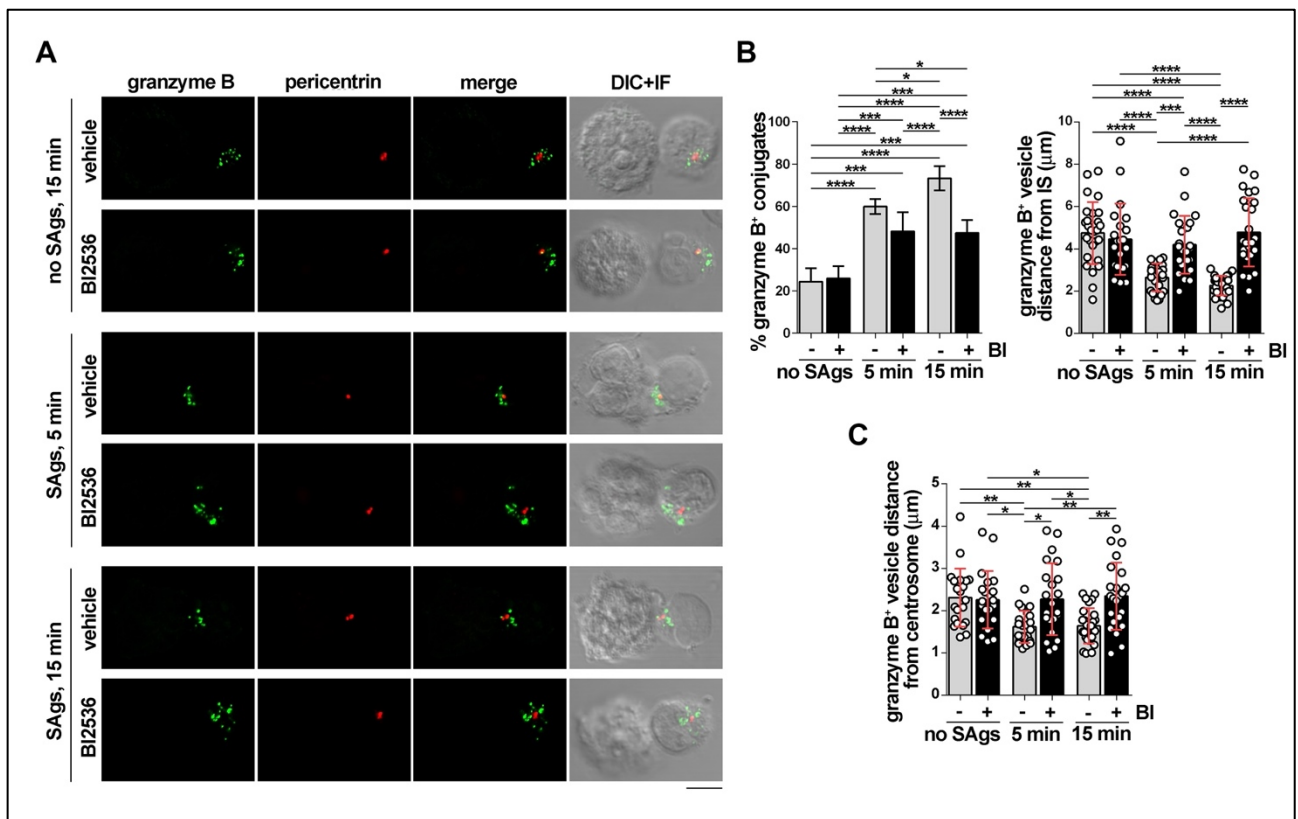 A
granzyme B pericentrin merge DIC+IF
no SAgs, 15 min
vehicle
BI2536
SAgs, 5 min
vehicle
BI2536
SAgs, 15 min
vehicle
BI2536
B
% granzyme B⁺ conjugates
100
80
60
40
20
0
*
*
***
****
***
****
****
****
***
****
***
****
- + - + - + BI
no SAgs 5 min 15 min
granzyme B⁺ vesicle
distance from IS (μm)
10
8
6
4
2
0
****
****
****
****
***
****
****
****
****
- + - + - + BI
no SAgs 5 min 15 min
C
granzyme B⁺ vesicle distance
from centrosome (μm)
5
4
3
2
1
0
*
**
** *
**
* * **
- + - + - + BI
no SAgs 5 min 15 min